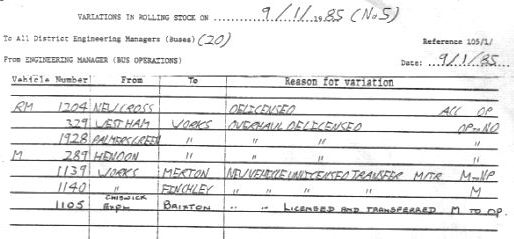 VARIATIONS IN ROLLING STOCK ON 9/1/1985 (No5)
To All District Engineering Managers (Buses) (20) Reference 105/1/
From ENGINEERING MANAGER (BUS OPERATIONS) Date: 9/1/85
Vehicle Number From To Reason for variation
RM 1204 NEW CROSS DELICENSED ALL OP
329 WEST HAM WORKS OVERHAUL DELICENSED OP to NO
1928 PALMERS GREEN " " " "
M 289 HENDON " " " "
1139 WORKS MERTON NEW VEHICLE UNLICENSED TRANSFER M/TR M to NP
1140 " FINCHLEY " " " " M
1105 CHISWICK EXPL BRIXTON " " LICENSED AND TRANSFERRED M TO OP.